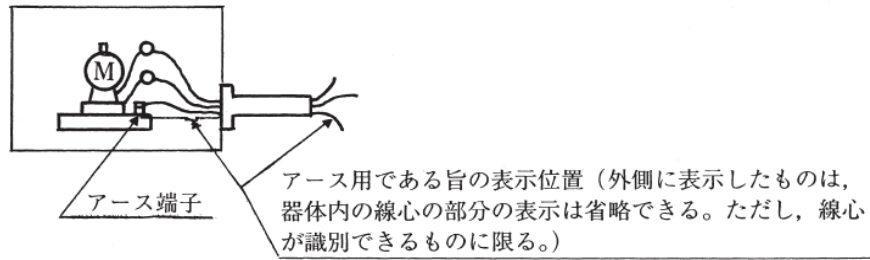 M
アース端子
アース用である旨の表示位置（外側に表示したものは，
器体内の線心の部分の表示は省略できる。ただし，線心
が識別できるものに限る。）